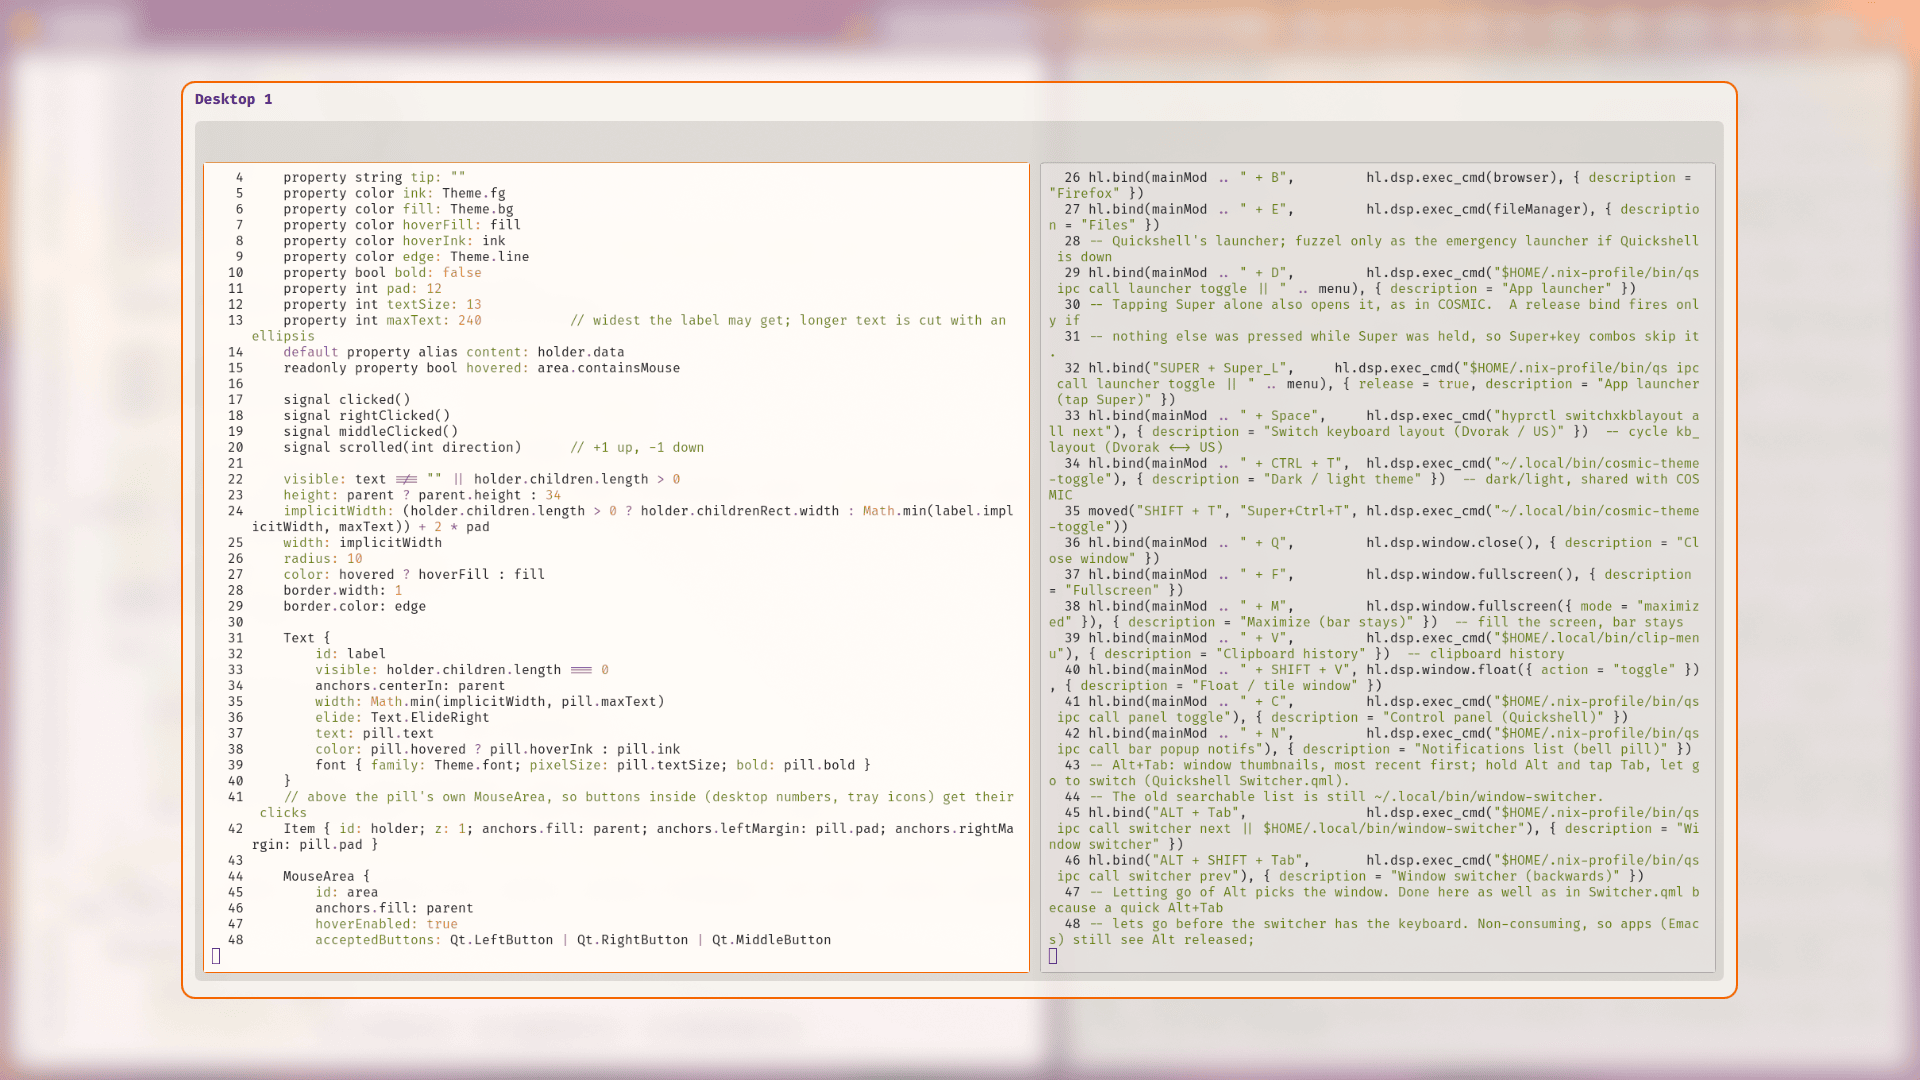 Desktop 1
4     property string tip: ""
5     property color ink: Theme.fg
6     property color fill: Theme.bg
7     property color hoverFill: fill
8     property color hoverInk: ink
9     property color edge: Theme.line
10     property bool bold: false
11     property int pad: 12
12     property int textSize: 13
13     property int maxText: 240           // widest the label may get; longer text is cut with an
ellipsis
14     default property alias content: holder.data
15     readonly property bool hovered: area.containsMouse
16
17     signal clicked()
18     signal rightClicked()
19     signal middleClicked()
20     signal scrolled(int direction)      // +1 up, -1 down
21
22     visible: text !== "" || holder.children.length > 0
23     height: parent ? parent.height : 34
24     implicitWidth: (holder.children.length > 0 ? holder.childrenRect.width : Math.min(label.impl
icitWidth, maxText)) + 2 * pad
25     width: implicitWidth
26     radius: 10
27     color: hovered ? hoverFill : fill
28     border.width: 1
29     border.color: edge
30
31     Text {
32         id: label
33         visible: holder.children.length === 0
34         anchors.centerIn: parent
35         width: Math.min(implicitWidth, pill.maxText)
36         elide: Text.ElideRight
37         text: pill.text
38         color: pill.hovered ? pill.hoverInk : pill.ink
39         font { family: Theme.font; pixelSize: pill.textSize; bold: pill.bold }
40     }
41     // above the pill's own MouseArea, so buttons inside (desktop numbers, tray icons) get their
clicks
42     Item { id: holder; z: 1; anchors.fill: parent; anchors.leftMargin: pill.pad; anchors.rightMa
rgin: pill.pad }
43
44     MouseArea {
45         id: area
46         anchors.fill: parent
47         hoverEnabled: true
48         acceptedButtons: Qt.LeftButton | Qt.RightButton | Qt.MiddleButton
26 hl.bind(mainMod .. " + B",         hl.dsp.exec_cmd(browser), { description =
"Firefox" })
27 hl.bind(mainMod .. " + E",         hl.dsp.exec_cmd(fileManager), { descriptio
n = "Files" })
28 -- Quickshell's launcher; fuzzel only as the emergency launcher if Quickshell
is down
29 hl.bind(mainMod .. " + D",         hl.dsp.exec_cmd("$HOME/.nix-profile/bin/qs
ipc call launcher toggle || " .. menu), { description = "App launcher" })
30 -- Tapping Super alone also opens it, as in COSMIC.  A release bind fires onl
y if
31 -- nothing else was pressed while Super was held, so Super+key combos skip it
.
32 hl.bind("SUPER + Super_L",     hl.dsp.exec_cmd("$HOME/.nix-profile/bin/qs ipc
call launcher toggle || " .. menu), { release = true, description = "App launcher
(tap Super)" })
33 hl.bind(mainMod .. " + Space",     hl.dsp.exec_cmd("hyprctl switchxkblayout a
ll next"), { description = "Switch keyboard layout (Dvorak / US)" })  -- cycle kb_
layout (Dvorak <-> US)
34 hl.bind(mainMod .. " + CTRL + T",  hl.dsp.exec_cmd("~/.local/bin/cosmic-theme
-toggle"), { description = "Dark / light theme" })  -- dark/light, shared with COS
MIC
35 moved("SHIFT + T", "Super+Ctrl+T", hl.dsp.exec_cmd("~/.local/bin/cosmic-theme
-toggle"))
36 hl.bind(mainMod .. " + Q",         hl.dsp.window.close(), { description = "Cl
ose window" })
37 hl.bind(mainMod .. " + F",         hl.dsp.window.fullscreen(), { description
= "Fullscreen" })
38 hl.bind(mainMod .. " + M",         hl.dsp.window.fullscreen({ mode = "maximiz
ed" }), { description = "Maximize (bar stays)" })  -- fill the screen, bar stays
39 hl.bind(mainMod .. " + V",         hl.dsp.exec_cmd("$HOME/.local/bin/clip-men
u"), { description = "Clipboard history" })  -- clipboard history
40 hl.bind(mainMod .. " + SHIFT + V", hl.dsp.window.float({ action = "toggle" })
, { description = "Float / tile window" })
41 hl.bind(mainMod .. " + C",         hl.dsp.exec_cmd("$HOME/.nix-profile/bin/qs
ipc call panel toggle"), { description = "Control panel (Quickshell)" })
42 hl.bind(mainMod .. " + N",         hl.dsp.exec_cmd("$HOME/.nix-profile/bin/qs
ipc call bar popup notifs"), { description = "Notifications list (bell pill)" })
43 -- Alt+Tab: window thumbnails, most recent first; hold Alt and tap Tab, let g
o to switch (Quickshell Switcher.qml).
44 -- The old searchable list is still ~/.local/bin/window-switcher.
45 hl.bind("ALT + Tab",               hl.dsp.exec_cmd("$HOME/.nix-profile/bin/qs
ipc call switcher next || $HOME/.local/bin/window-switcher"), { description = "Wi
ndow switcher" })
46 hl.bind("ALT + SHIFT + Tab",       hl.dsp.exec_cmd("$HOME/.nix-profile/bin/qs
ipc call switcher prev"), { description = "Window switcher (backwards)" })
47 -- Letting go of Alt picks the window. Done here as well as in Switcher.qml b
ecause a quick Alt+Tab
48 -- lets go before the switcher has the keyboard. Non-consuming, so apps (Emac
s) still see Alt released;